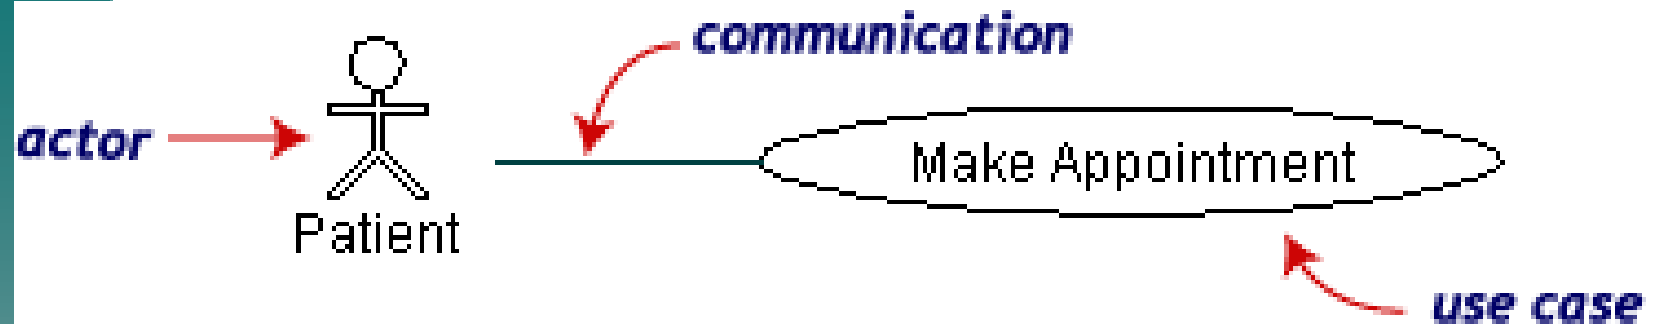 communication
actor
Make Appointment
Patient
use case